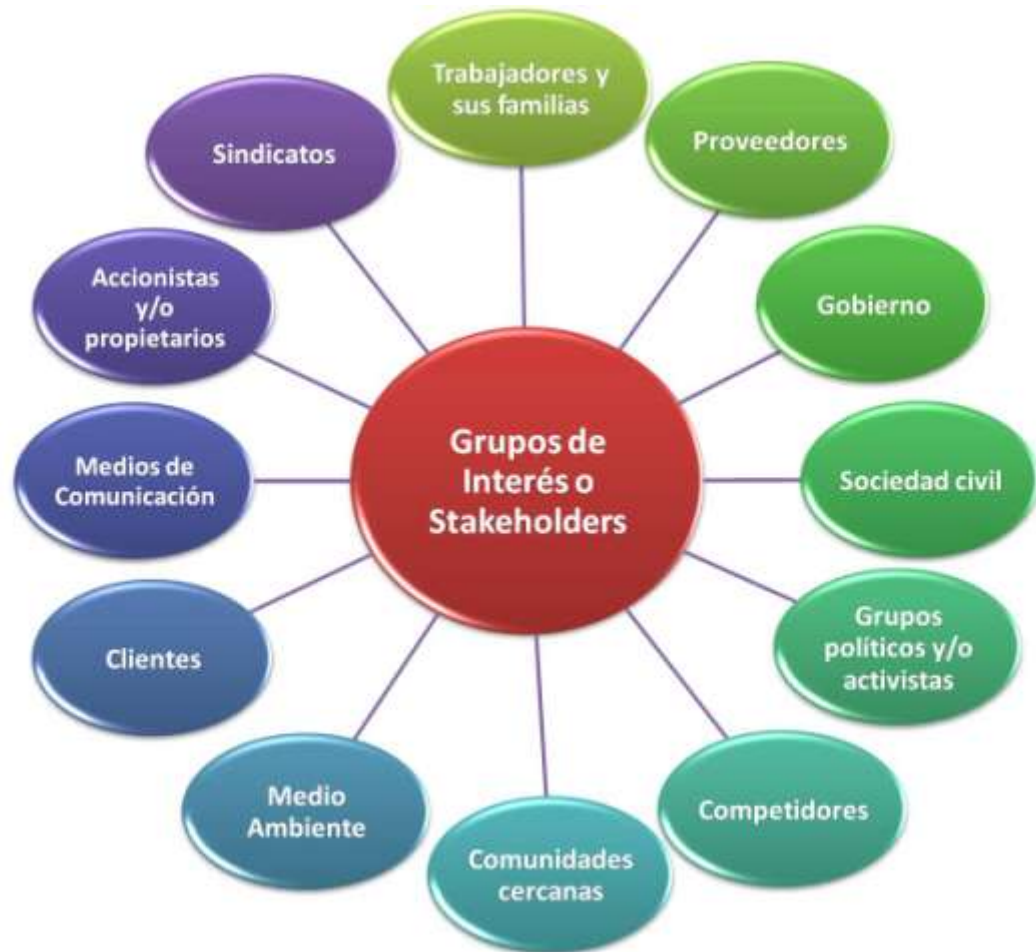 Trabajadores y
sus familias
Proveedores
Gobierno
Sociedad civil
Grupos
políticos y/o
activistas
Competidores
Comunidades
cercanas
Medio
Ambiente
Clientes
Medios de
Comunicación
Accionistas
y/o
propietarios
Sindicatos
Grupos de
Interés o
Stakeholders